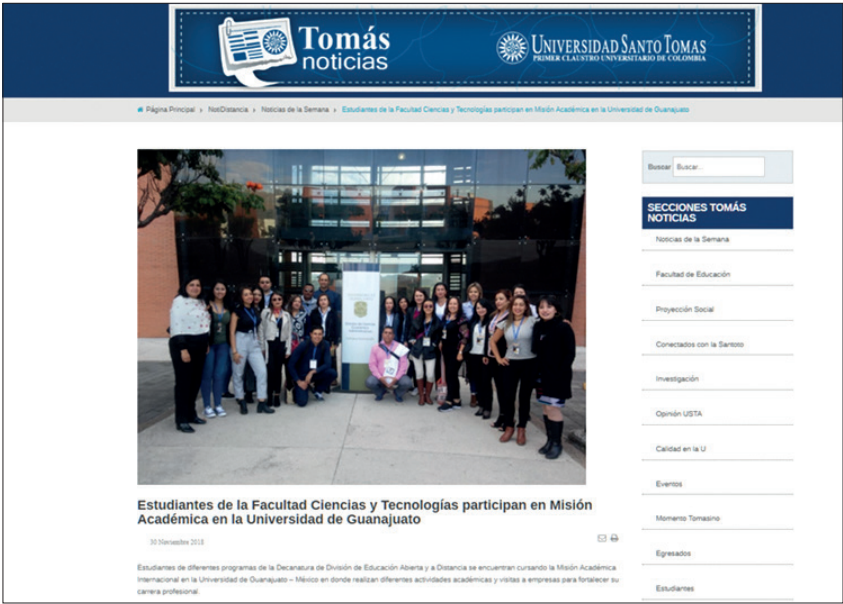 Tomás
noticias
UNIVERSIDAD SANTO TOMAS
PRIMER CLAUSTRO UNIVERSITARIO DE COLOMBIA
Página Principal › NotiDistancia › Noticias de la Semana › Estudiantes de la Facultad Ciencias y Tecnologías participan en Misión Académica en la Universidad de Guanajuato
Buscar Buscar...
SECCIONES TOMÁS
NOTICIAS
Noticias de la Semana
Facultad de Educación
Proyección Social
Conectados con la Santoto
Investigación
Opinión USTA
Calidad en la U
Eventos
Momento Tomasino
Egresados
Estudiantes
Estudiantes de la Facultad Ciencias y Tecnologías participan en Misión
Académica en la Universidad de Guanajuato
30 Noviembre 2018
Estudiantes de diferentes programas de la Decanatura de División de Educación Abierta y a Distancia se encuentran cursando la Misión Académica
Internacional en la Universidad de Guanajuato – México en donde realizan diferentes actividades académicas y visitas a empresas para fortalecer su
carrera profesional.